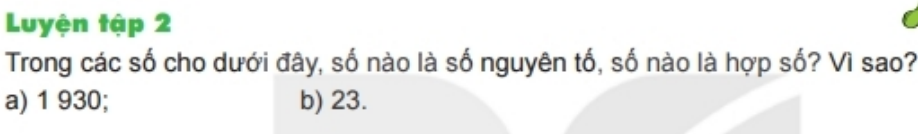 Luyện tập 2
Trong các số cho dưới đây, số nào là số nguyên tố, số nào là hợp số? Vì sao?
a) 1 930; b) 23.